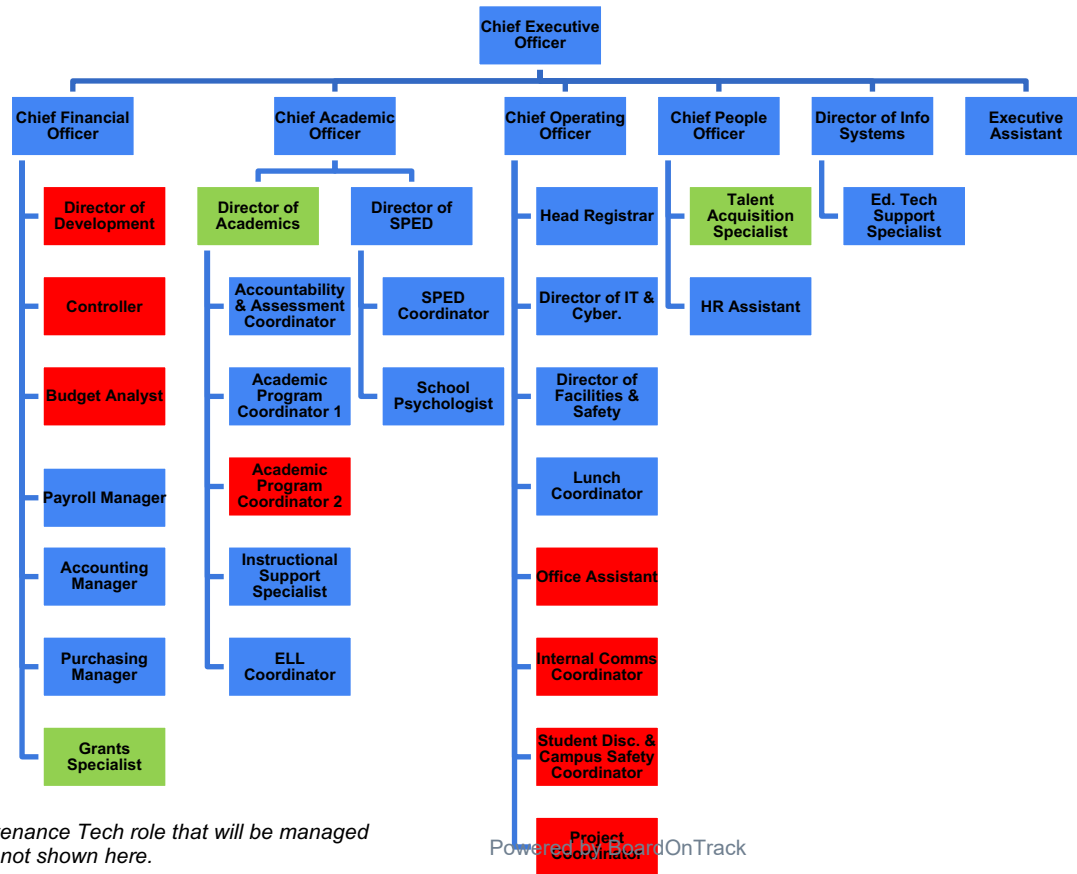 Chief Executive
Officer
Chief Financial
Officer
Chief Academic
Officer
Chief Operating
Officer
Chief People
Officer
Director of Info
Systems
Executive
Assistant
Director of
Development
Director of
Academics
Director of
SPED
Head Registrar
Talent
Acquisition
Specialist
Ed. Tech
Support
Specialist
Controller
Accountability
& Assessment
Coordinator
SPED
Coordinator
Director of IT &
Cyber.
HR Assistant
Budget Analyst
Academic
Program
Coordinator 1
School
Psychologist
Director of
Facilities &
Safety
Payroll Manager
Academic
Program
Coordinator 2
Lunch
Coordinator
Accounting
Manager
Instructional
Support
Specialist
Office Assistant
Purchasing
Manager
ELL
Coordinator
Internal Comms
Coordinator
Grants
Specialist
Student Disc. &
Campus Safety
Coordinator
Project
Coordinator
tenance Tech role that will be managed
not shown here.
Powered by BoardOnTrack